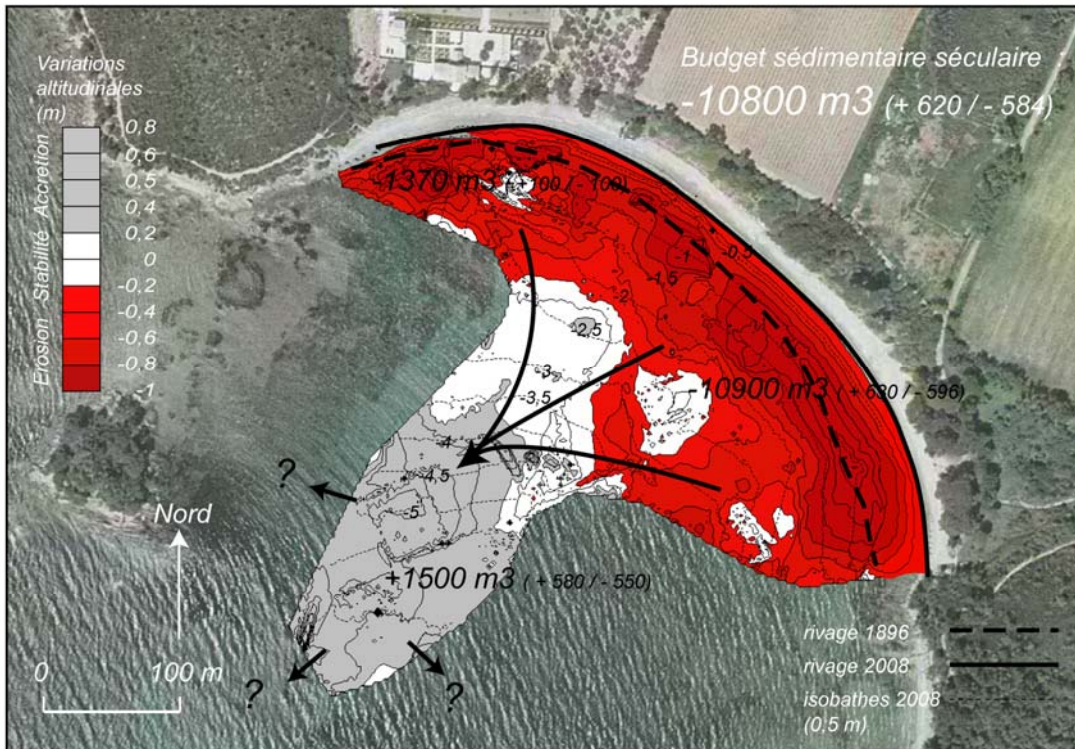 Variations
altitudinales
(m)
Budget sédimentaire séculaire
-10800 m3 (+ 620 / - 584)
Erosion Stabilité Accretion
0,8
0,6
0,5
0,4
0,2
0
-0.2
-0.4
-0.6
-0.8
-1
-1370 m3 (+100 / - 100)
-0.5
-1
-1,5
-2
-2,5
-3
-3,5
-10900 m3 (+ 630 / - 596)
-4
-4,5
-5
?
Nord
+1500 m3 (+ 580 / - 550)
0 100 m
?
?
rivage 1896
rivage 2008
isobathes 2008
(0,5 m)